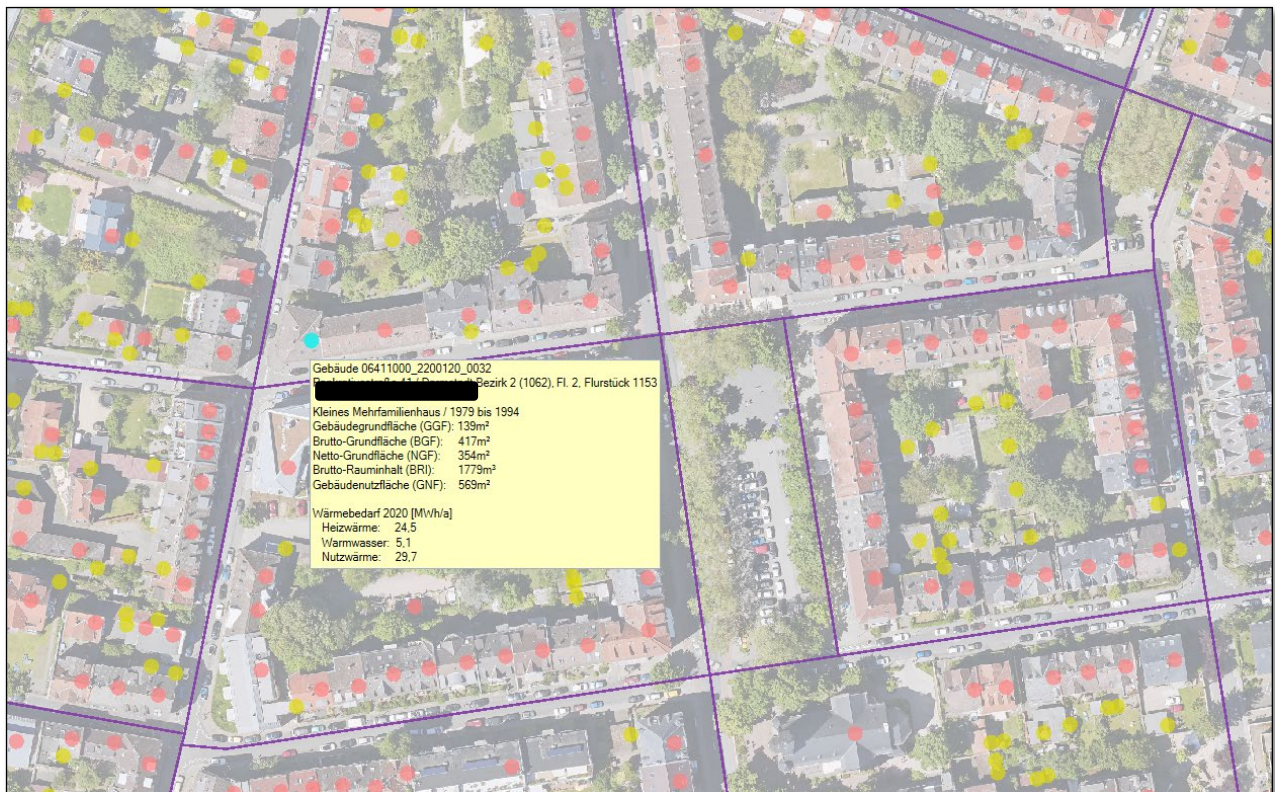 Gebäude 06411000_2200120_0032
Bezirk 2 (1062), Fl. 2, Flurstück 1153
Kleines Mehrfamilienhaus / 1979 bis 1994
Gebäudegrundfläche (GGF): 139m²
Brutto-Grundfläche (BGF): 417m²
Netto-Grundfläche (NGF): 354m²
Brutto-Rauminhalt (BRI): 1779m³
Gebäudenutzfläche (GNF): 569m²
Wärmebedarf 2020 [MWh/a]
Heizwärme: 24,5
Warmwasser: 5,1
Nutzwärme: 29,7